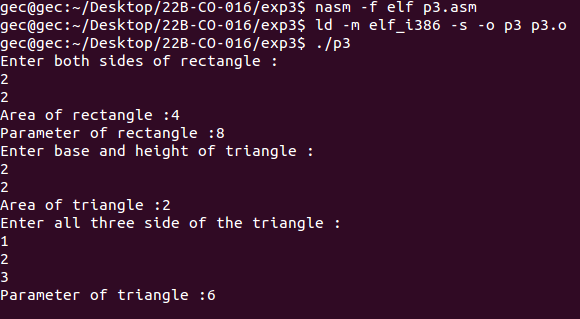 gec@gec:~/Desktop/22B-CO-016/exp3$ nasm -f elf p3.asm
gec@gec:~/Desktop/22B-CO-016/exp3$ ld -m elf_i386 -s -o p3 p3.o
gec@gec:~/Desktop/22B-CO-016/exp3$ ./p3
Enter both sides of rectangle :
2
2
Area of rectangle :4
Parameter of rectangle :8
Enter base and height of triangle :
2
2
Area of triangle :2
Enter all three side of the triangle :
1
2
3
Parameter of triangle :6